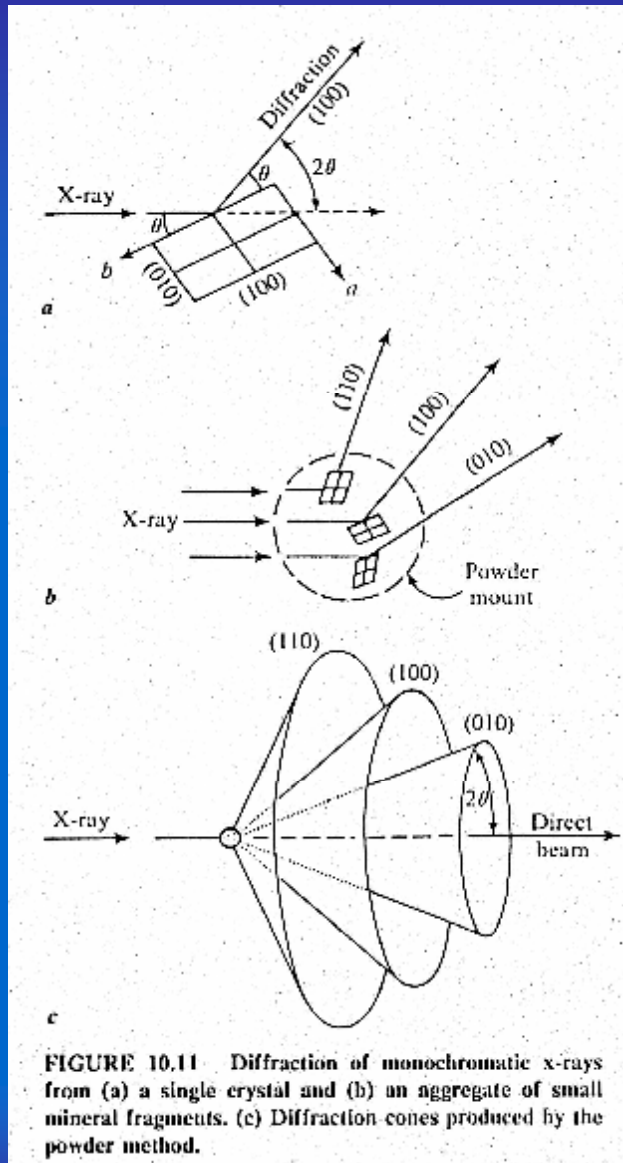 Diffraction
(100)
2θ
θ
X-ray
θ
b
(010)
(100)
a
a
(110)
(100)
(010)
X-ray
Powder
mount
b
(110)
(100)
(010)
2θ
X-ray
Direct
beam
c
FIGURE 10.11 Diffraction of monochromatic x-rays
from (a) a single crystal and (b) an aggregate of small
mineral fragments. (c) Diffraction cones produced by the
powder method.